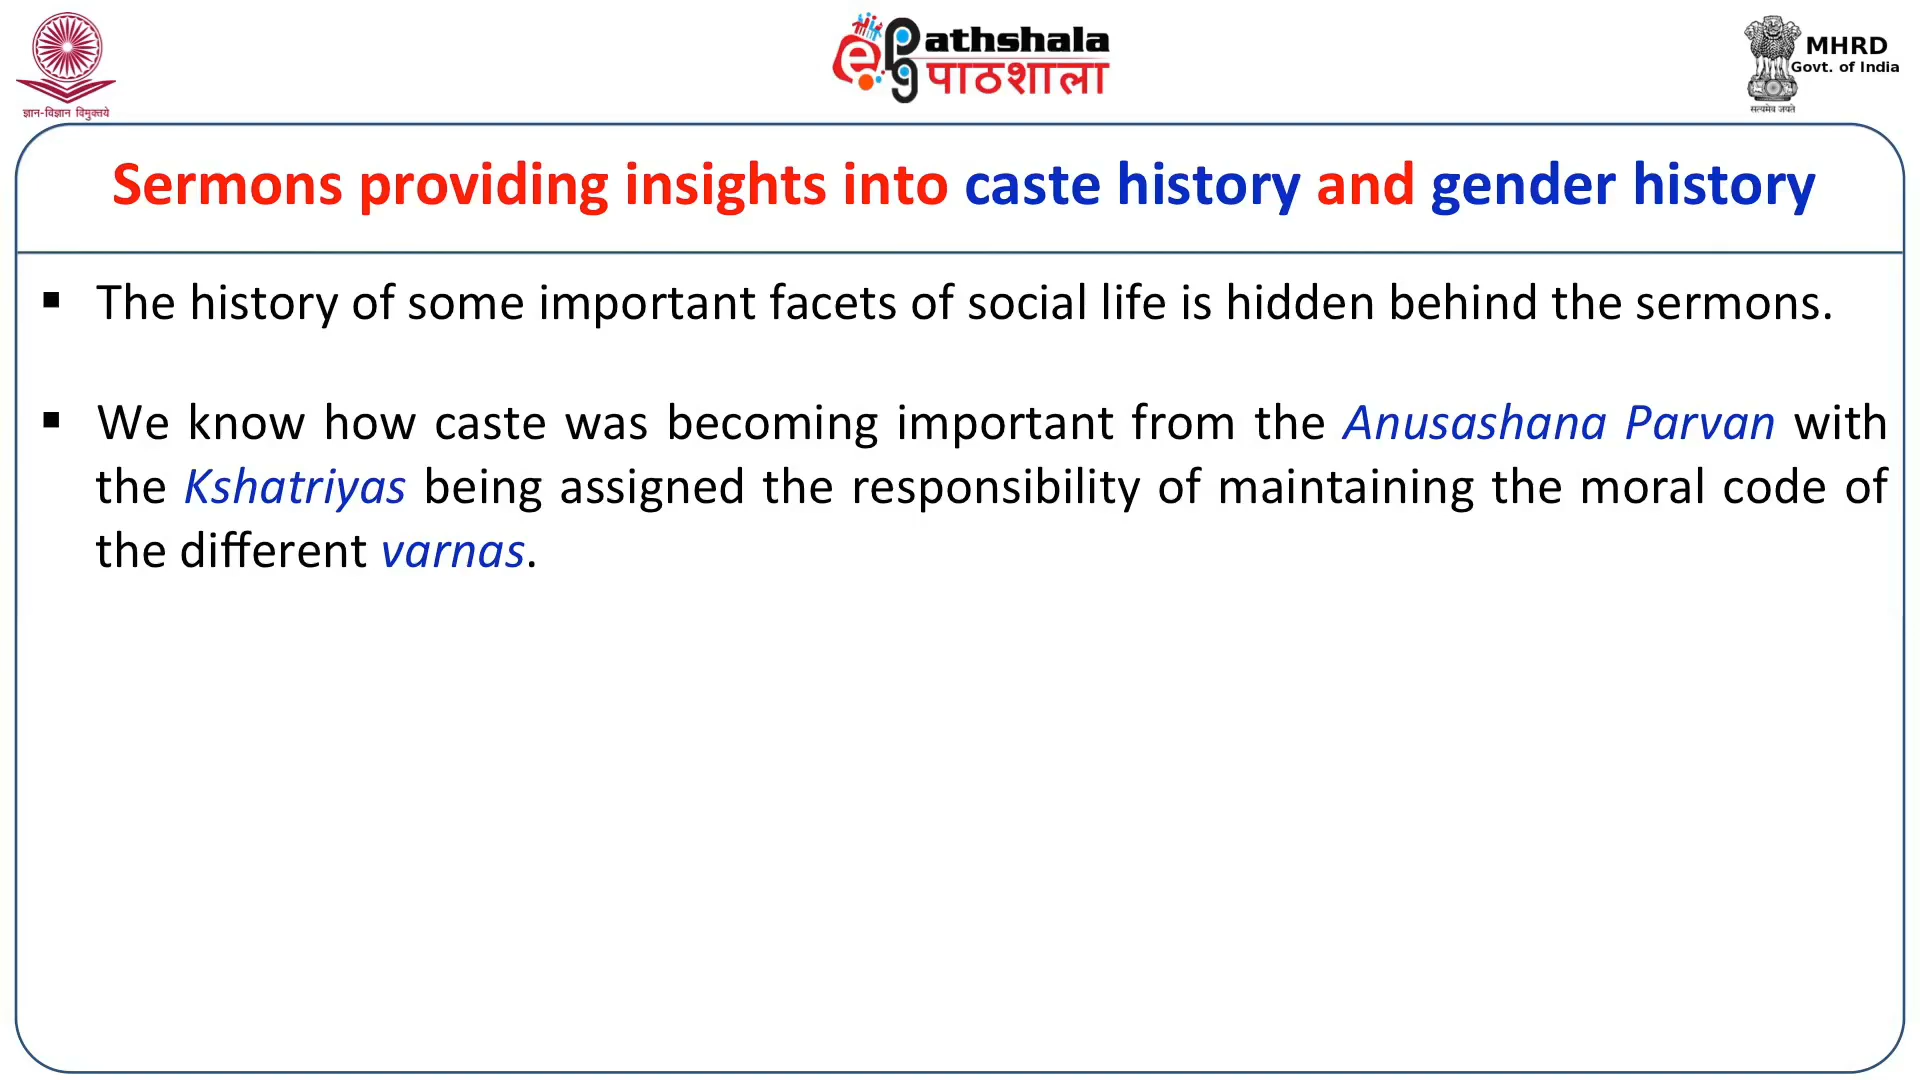 ज्ञान-विज्ञान विमुक्तये
ePathshala
पाठशाला
MHRD
Govt. of India
सत्यमेव जयते
Sermons providing insights into caste history and gender history
▪ The history of some important facets of social life is hidden behind the sermons.
▪ We know how caste was becoming important from the Anusashana Parvan with
the Kshatriyas being assigned the responsibility of maintaining the moral code of
the different varnas.